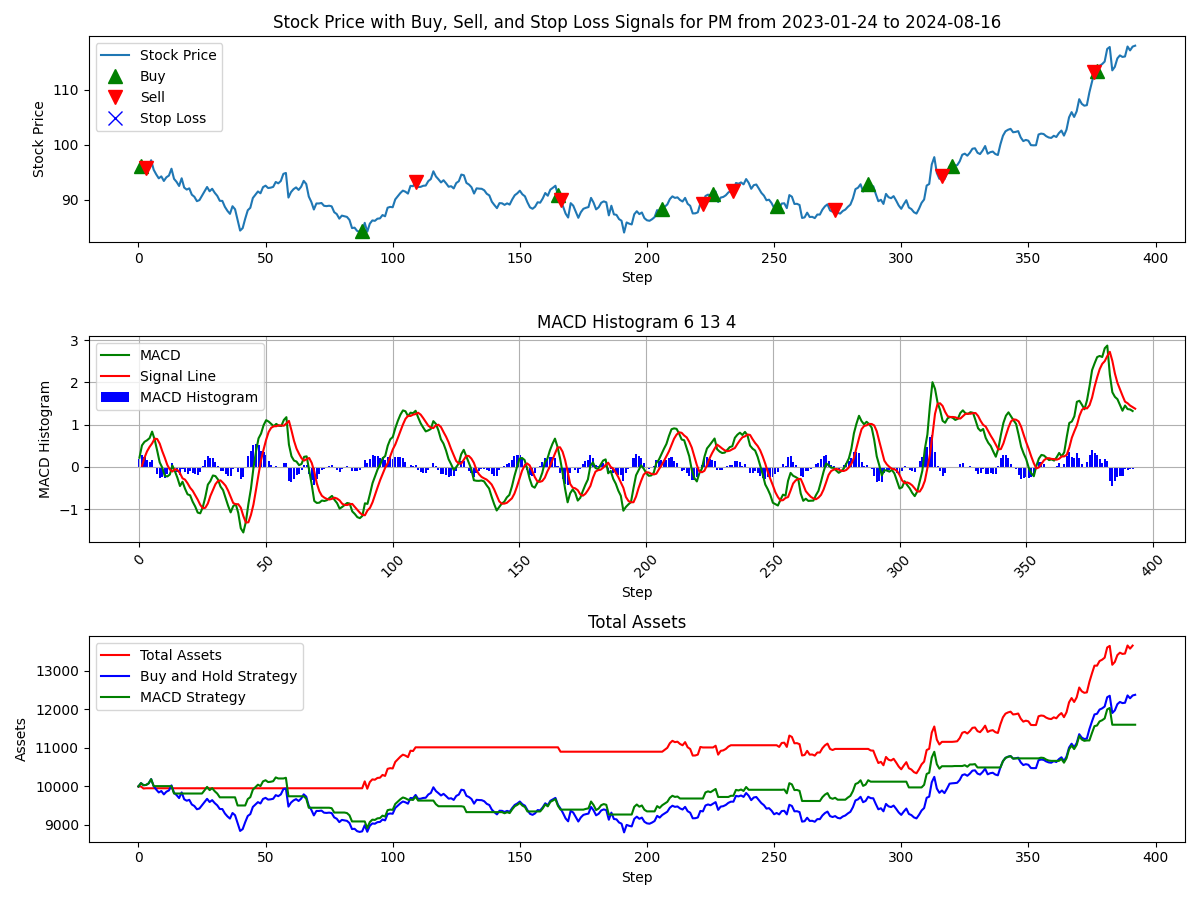 Stock Price with Buy, Sell, and Stop Loss Signals for PM from 2023-01-24 to 2024-08-16
Stock Price
Buy
Sell
Stop Loss
Stock Price
110
100
90
0 50 100 150 200 250 300 350 400
Step
MACD Histogram 6 13 4
MACD
Signal Line
MACD Histogram
MACD Histogram
3
2
1
0
−1
0 50 100 150 200 250 300 350 400
Step
Total Assets
Total Assets
Buy and Hold Strategy
MACD Strategy
Assets
13000
12000
11000
10000
9000
0 50 100 150 200 250 300 350 400
Step